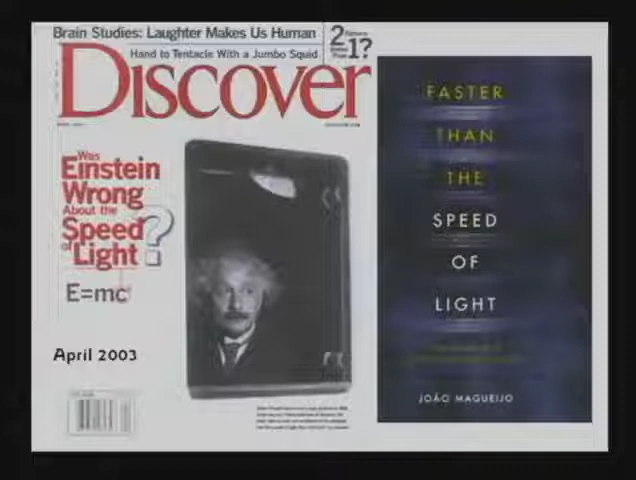 Brain Studies: Laughter Makes Us Human
2
1?
Hand to Tentacle With a Jumbo Squid
Discover
Was
Einstein
Wrong
About the
Speed
of Light
?
E=mc²
April 2003
FASTER
THAN
THE
SPEED
OF
LIGHT
JOÃO MAGUEIJO